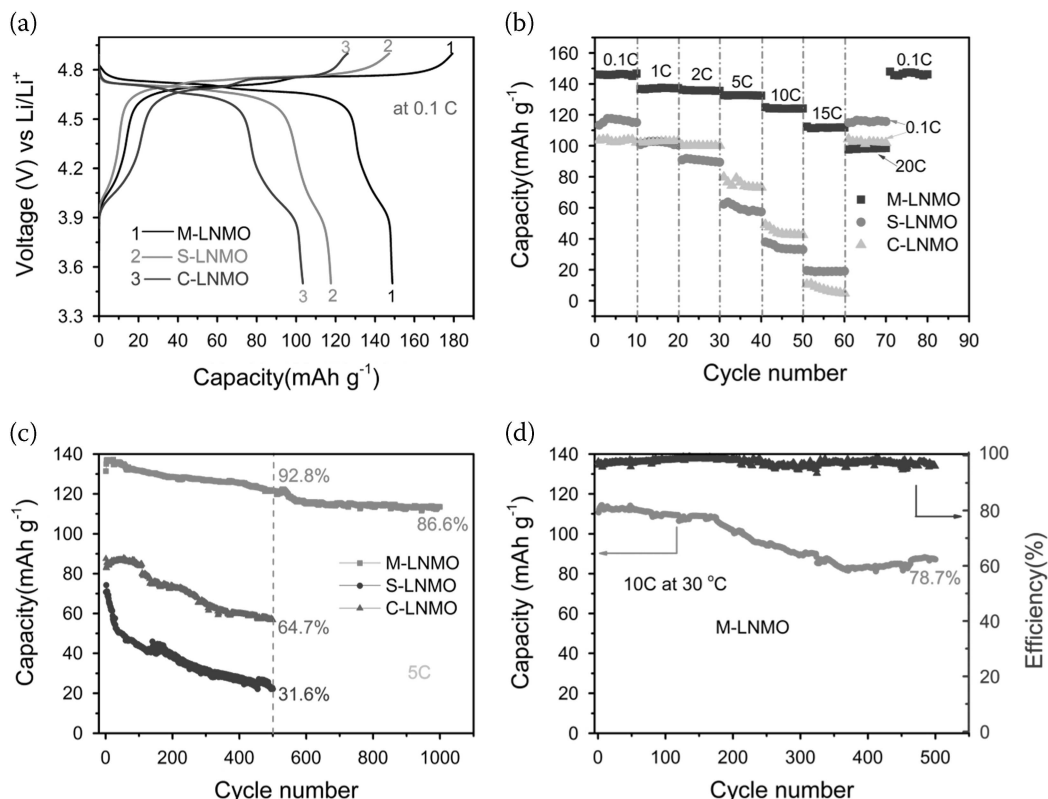 (a)
Voltage (V) vs Li/Li⁺
4.8
4.5
4.2
3.9
3.6
3.3
3
2
1
at 0.1 C
1 M-LNMO
2 S-LNMO
3 C-LNMO
3
2
1
0 20 40 60 80 100 120 140 160 180
Capacity(mAh g⁻¹)
(b)
Capacity(mAh g⁻¹)
160
140
120
100
80
60
40
20
0
0.1C
1C
2C
5C
10C
15C
0.1C
0.1C
20C
M-LNMO
S-LNMO
C-LNMO
0 10 20 30 40 50 60 70 80 90
Cycle number
(c)
Capacity(mAh g⁻¹)
140
120
100
80
60
40
20
0
92.8%
86.6%
M-LNMO
S-LNMO
C-LNMO
64.7%
5C
31.6%
0 200 400 600 800 1000
Cycle number
(d)
Capacity (mAh g⁻¹)
140
120
100
80
60
40
20
0
10C at 30 °C
78.7%
M-LNMO
100
80
60
40
20
0
Efficiency(%)
0 100 200 300 400 500
Cycle number